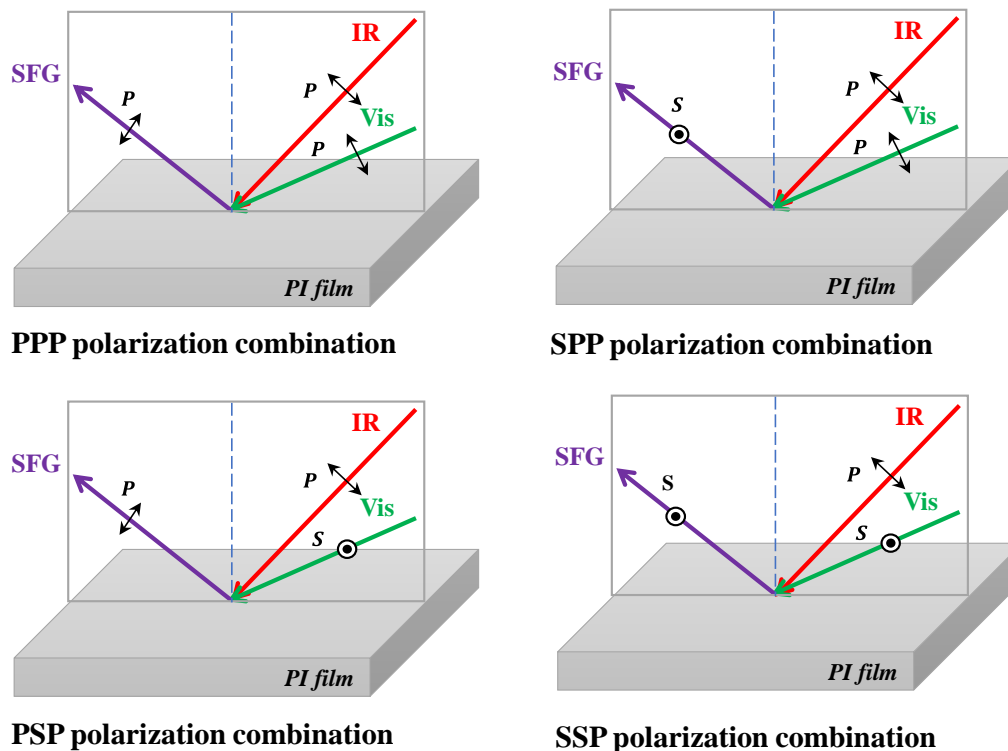 IR
SFG
P
P
Vis
P
PI film
PPP polarization combination
IR
SFG
P
S
Vis
P
PI film
SPP polarization combination
IR
SFG
P
P
Vis
S
PI film
PSP polarization combination
IR
SFG
S
P
Vis
S
PI film
SSP polarization combination